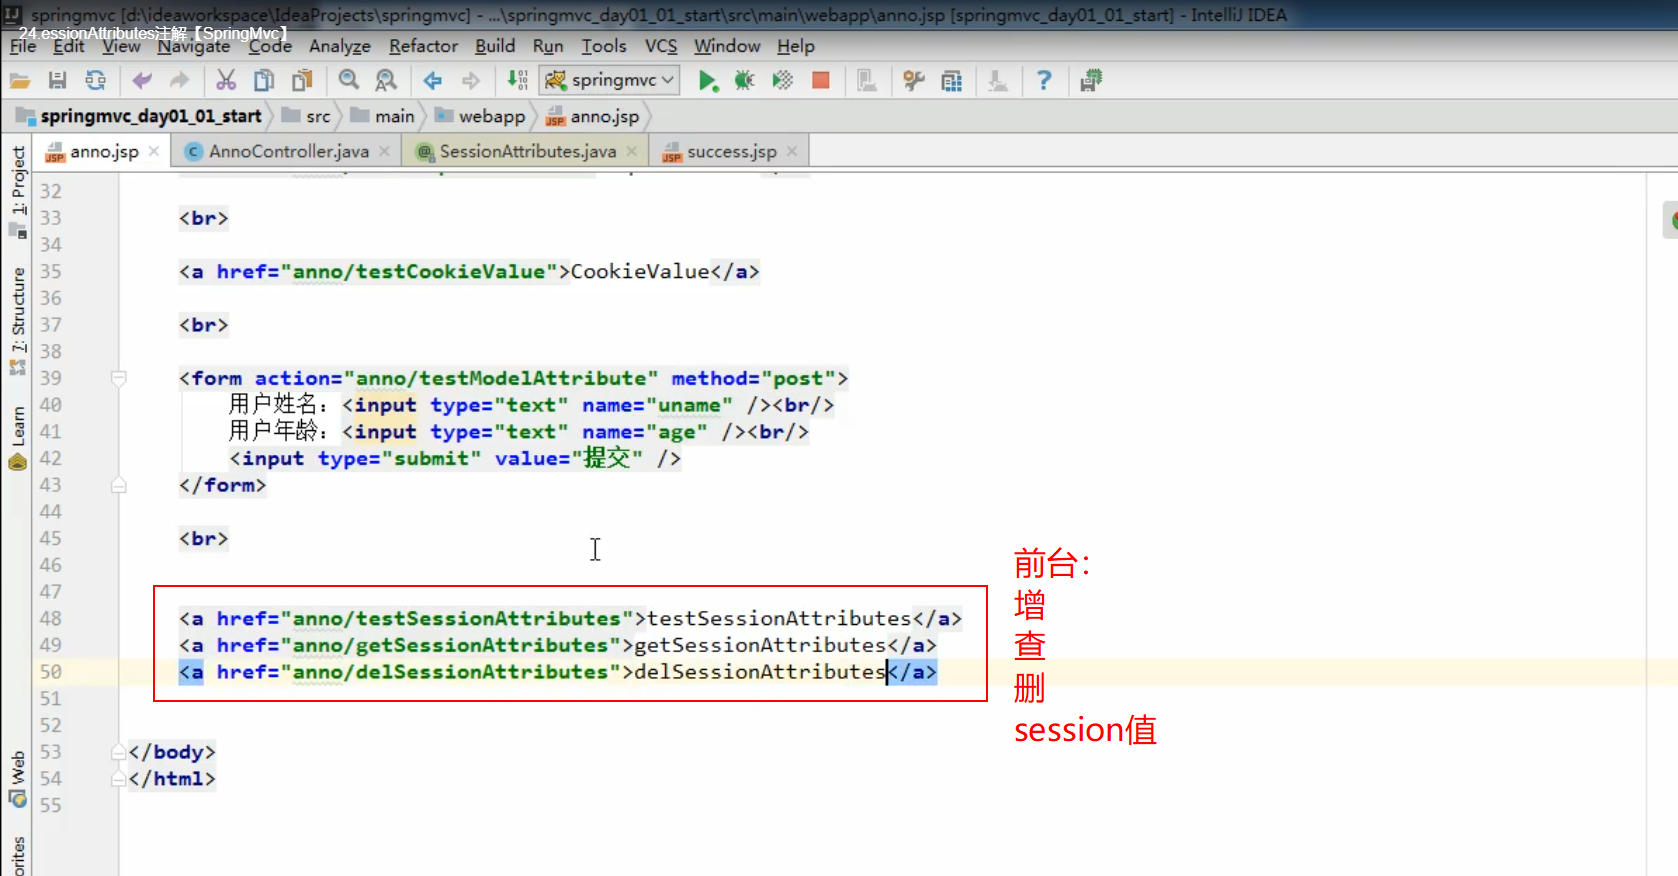 springmvc [d:\ideaworkspace\IdeaProjects\springmvc] - ...\springmvc_day01_01_start\src\main\webapp\anno.jsp [springmvc_day01_01_start] - IntelliJ IDEA
24.essionAttributes注解【SpringMvc】
File Edit View Navigate Code Analyze Refactor Build Run Tools VCS Window Help
springmvc
springmvc_day01_01_start src main webapp anno.jsp
anno.jsp AnnoController.java SessionAttributes.java success.jsp
1: Project
7: Structure
Learn
Web
32
33 <br>
34
35 <a href="anno/testCookieValue">CookieValue</a>
36
37 <br>
38
39 <form action="anno/testModelAttribute" method="post">
40 用户姓名：<input type="text" name="uname" /><br/>
41 用户年龄：<input type="text" name="age" /><br/>
42 <input type="submit" value="提交" />
43 </form>
44
45 <br>
46
47
48 <a href="anno/testSessionAttributes">testSessionAttributes</a>
49 <a href="anno/getSessionAttributes">getSessionAttributes</a>
50 <a href="anno/delSessionAttributes">delSessionAttributes</a>
51
52
53 </body>
54 </html>
55
前台：
增
查
删
session值